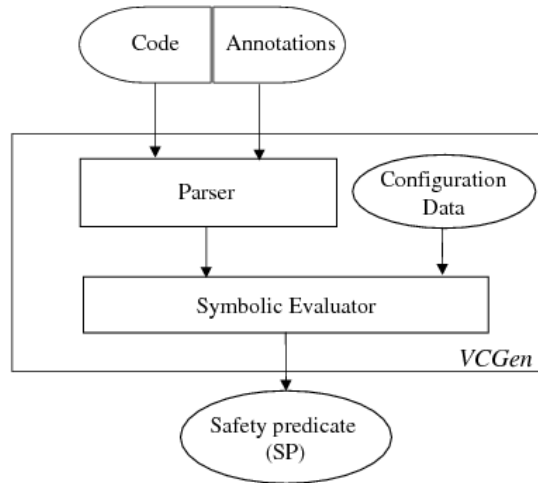 Code
Annotations
Parser
Configuration
Data
Symbolic Evaluator
VCGen
Safety predicate
(SP)